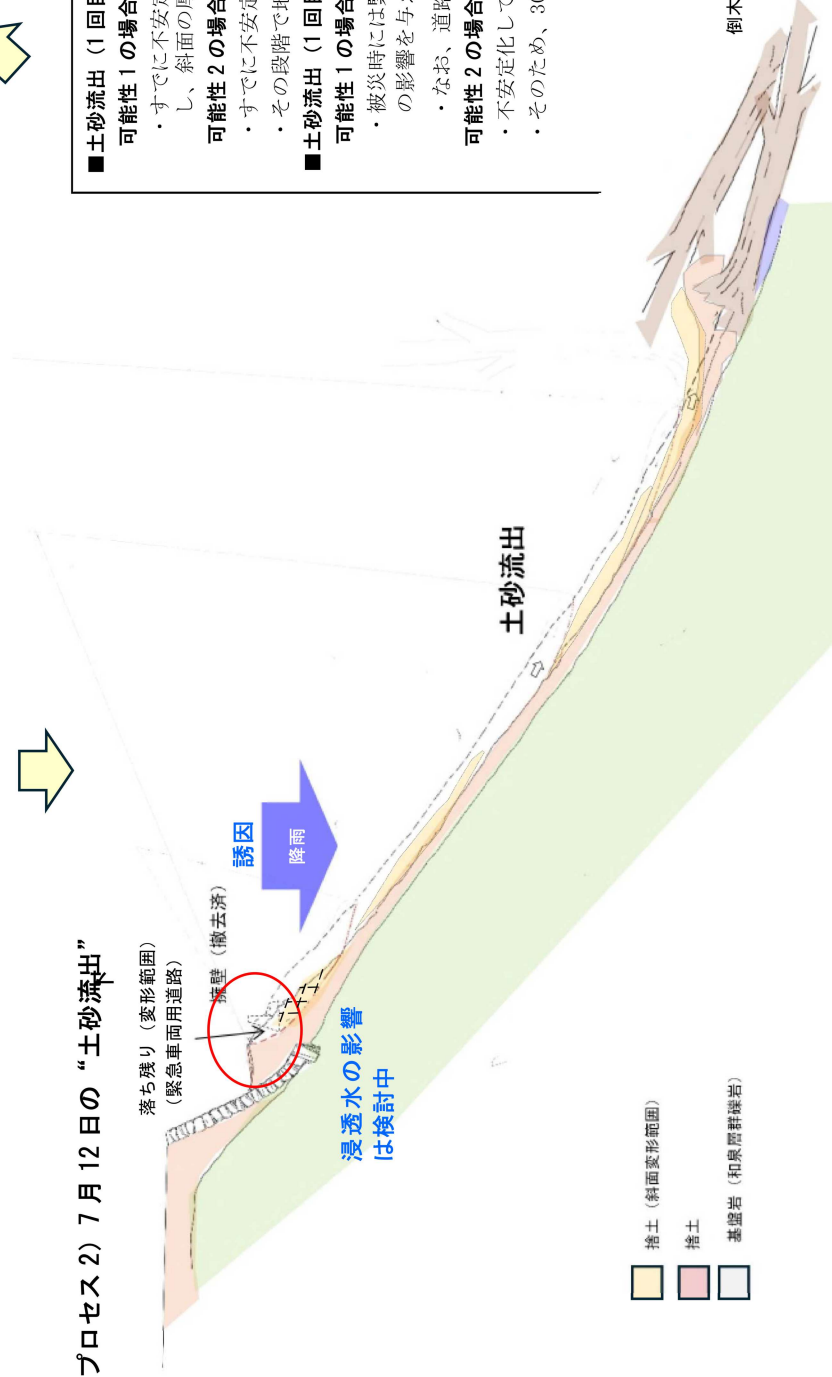 プロセス2）7月12日の“土砂流出”
落ち残り（変形範囲）
（緊急車両用道路）
擁壁（撤去済）
誘因
降雨
浸透水の影響
は検討中
土砂流出
倒木
捨土（斜面変形範囲）
捨土
基盤岩（和泉層群礫岩）
■土砂流出（1回目
可能性1の場合
・すでに不安定
し、斜面の
可能性2の場合
・すでに不安定
・その段階で地
■土砂流出（1回
可能性1の場合
・被災時には
の影響を与え
・なお、道路
可能性2の場合
・不安定化して
・そのため、30